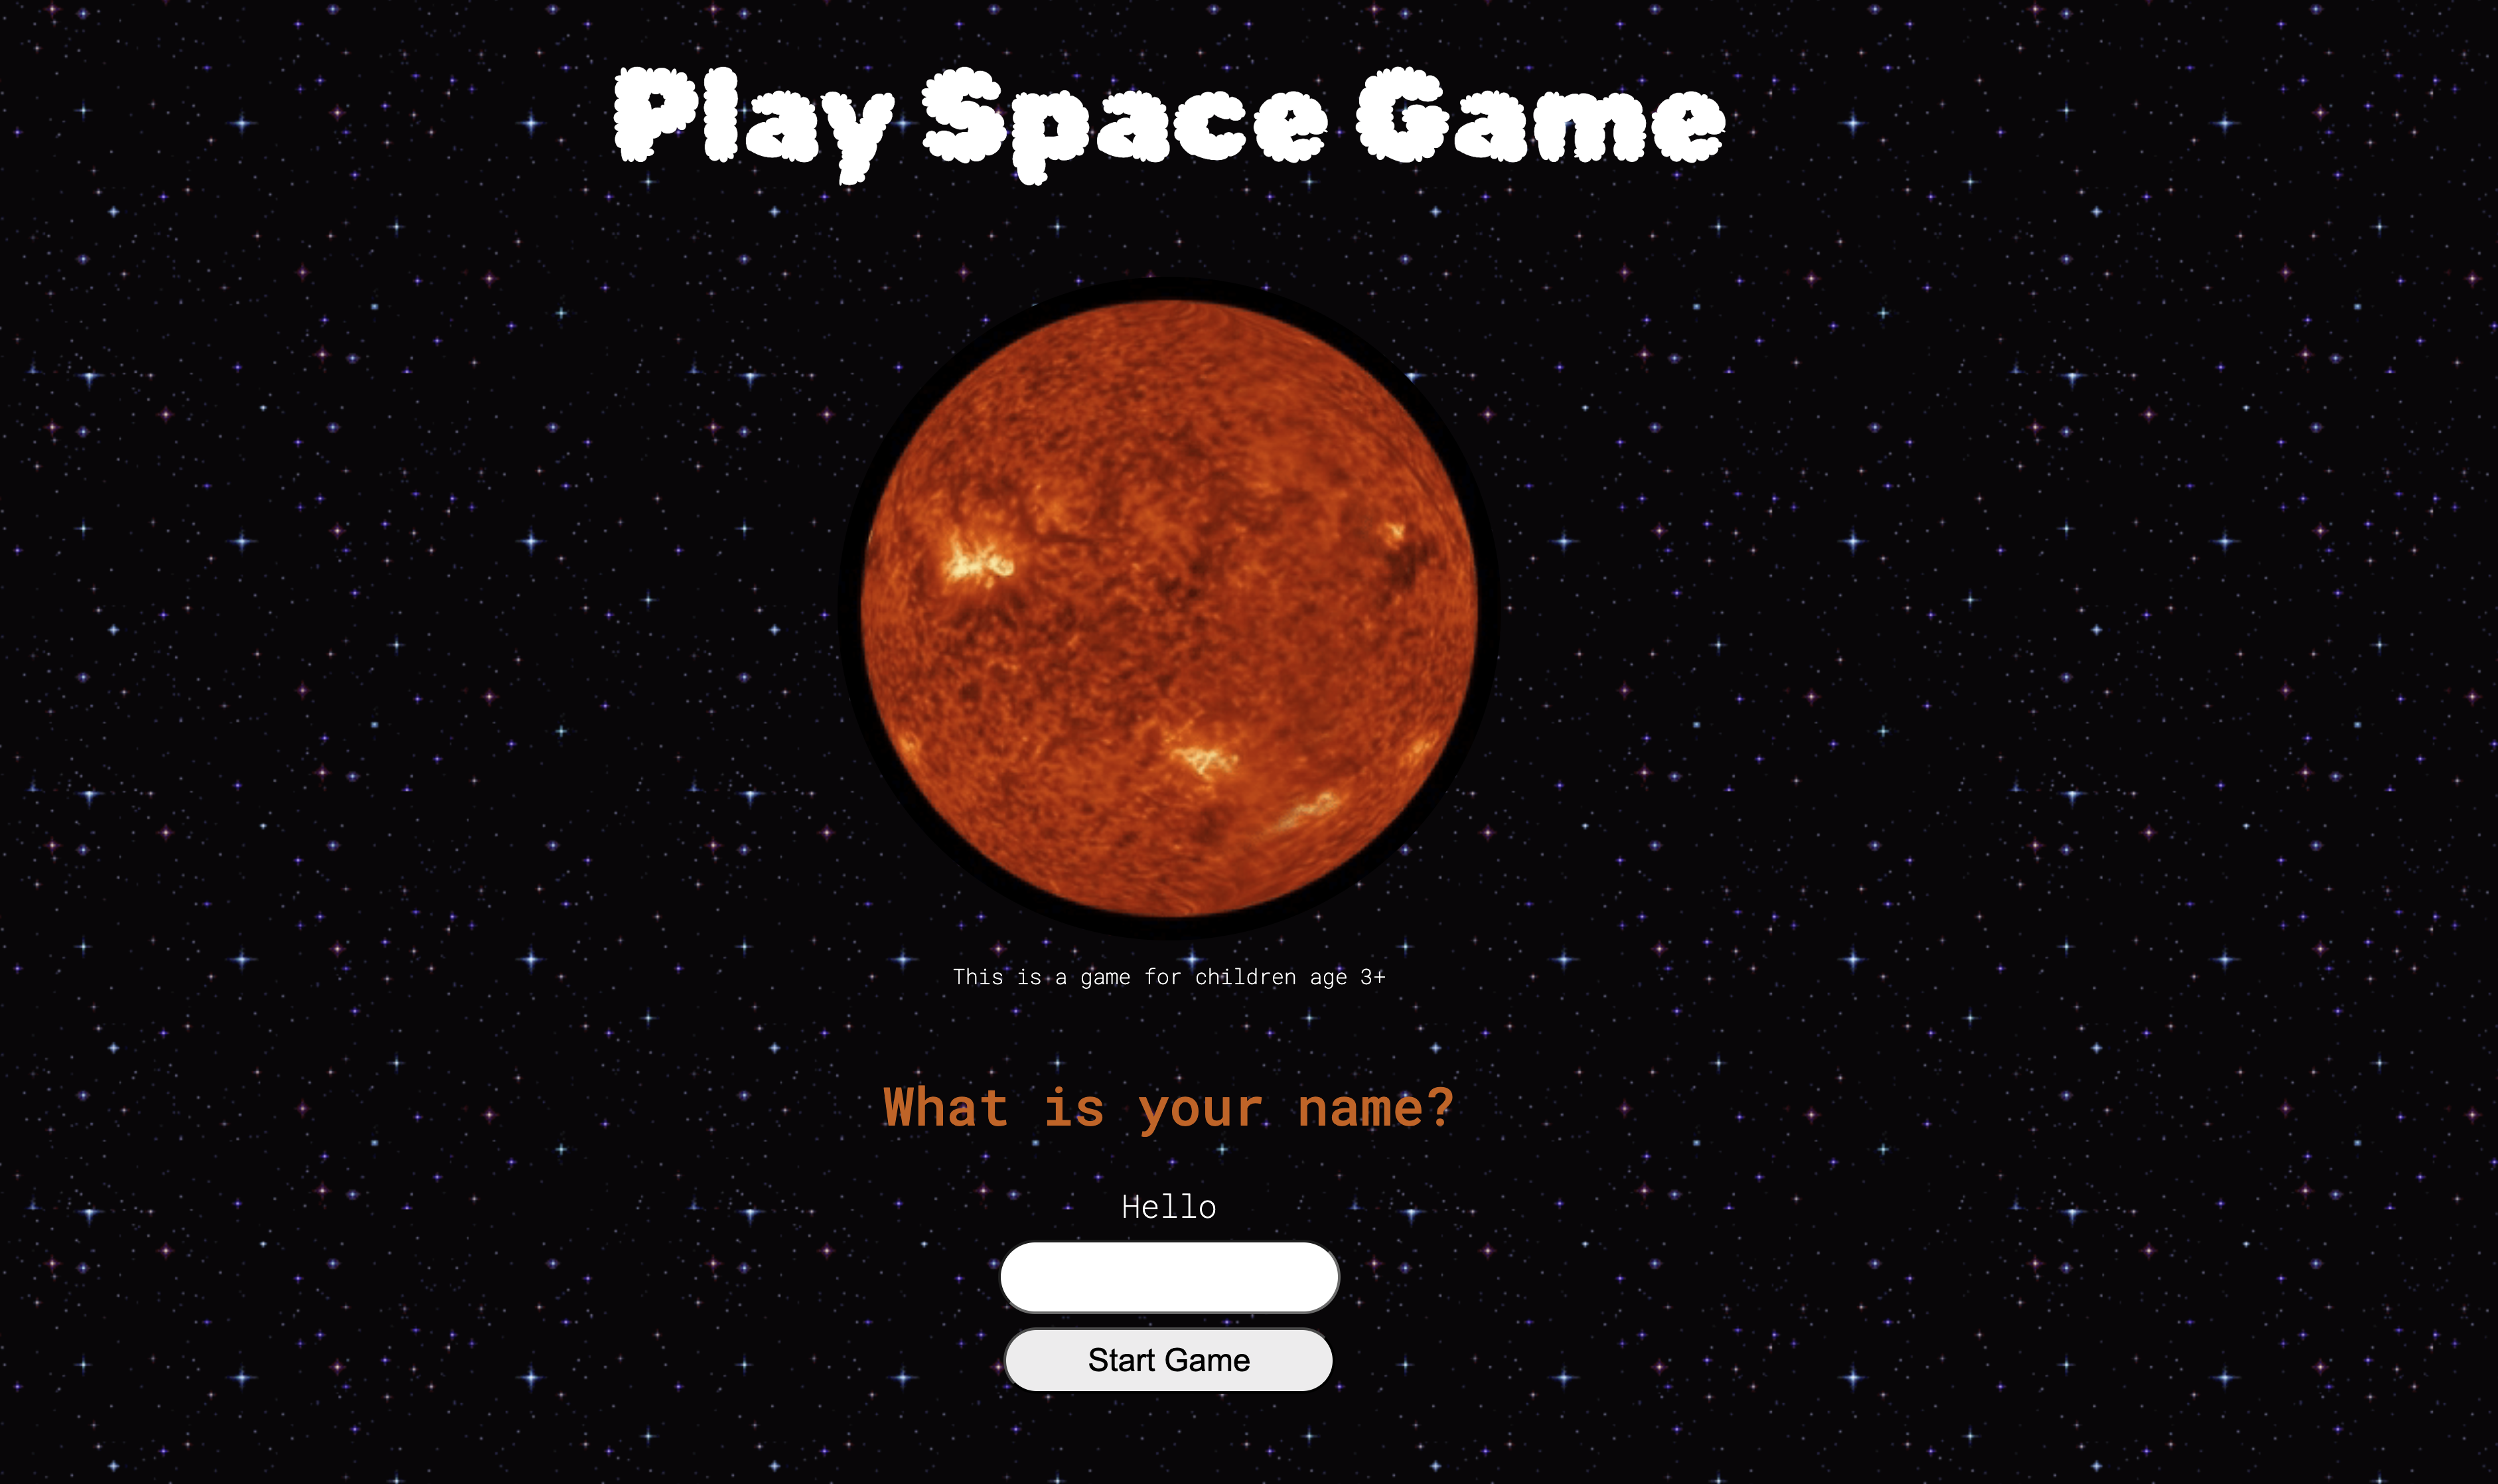 Play Space Game
This is a game for children age 3+
What is your name?
Hello
Start Game